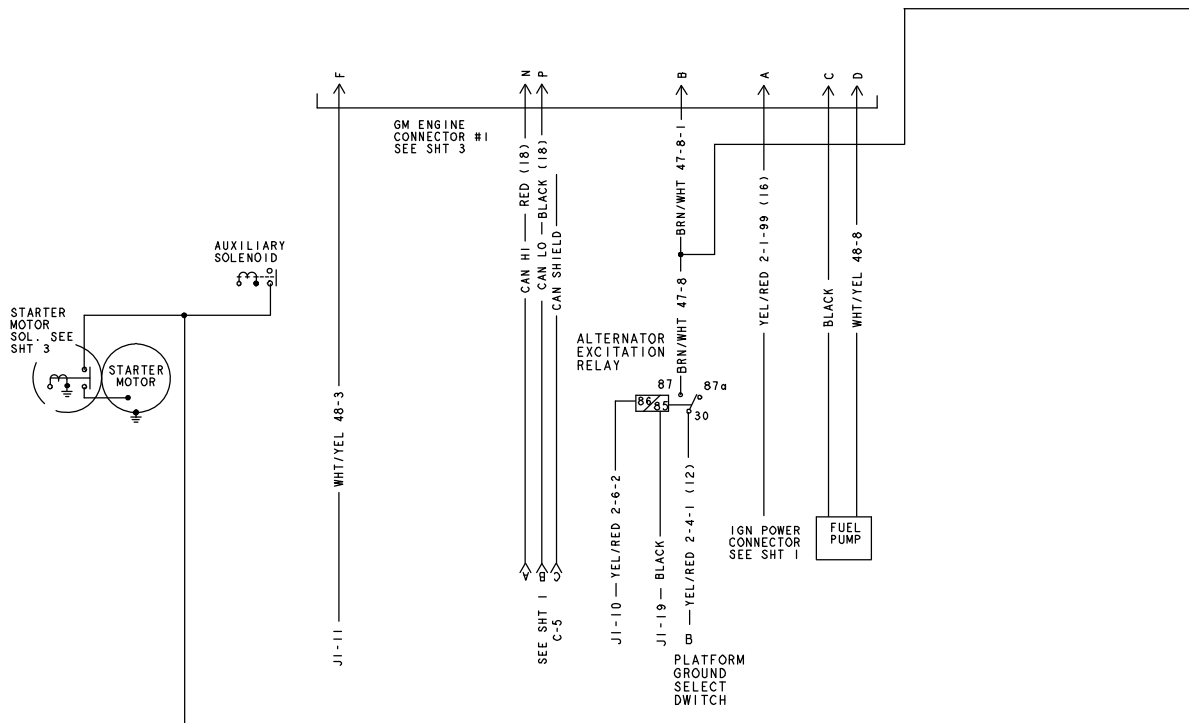 F
N
P
B
A
C
D
GM ENGINE
CONNECTOR #1
SEE SHT 3
CAN HI — RED (18)
CAN LO — BLACK (18)
CAN SHIELD
BRN/WHT 47-8-1
YEL/RED 2-1-99 (16)
BLACK
WHT/YEL 48-8
AUXILIARY
SOLENOID
STARTER
MOTOR
SOL. SEE
SHT 3
STARTER
MOTOR
BRN/WHT 47-8
ALTERNATOR
EXCITATION
RELAY
87
87a
86
85
30
WHT/YEL 48-3
J1-11
A
B
C
SEE SHT 1
C-5
J1-10 — YEL/RED 2-6-2
J1-19 — BLACK
YEL/RED 2-4-1 (12)
B
PLATFORM
GROUND
SELECT
DWITCH
IGN POWER
CONNECTOR
SEE SHT 1
FUEL
PUMP